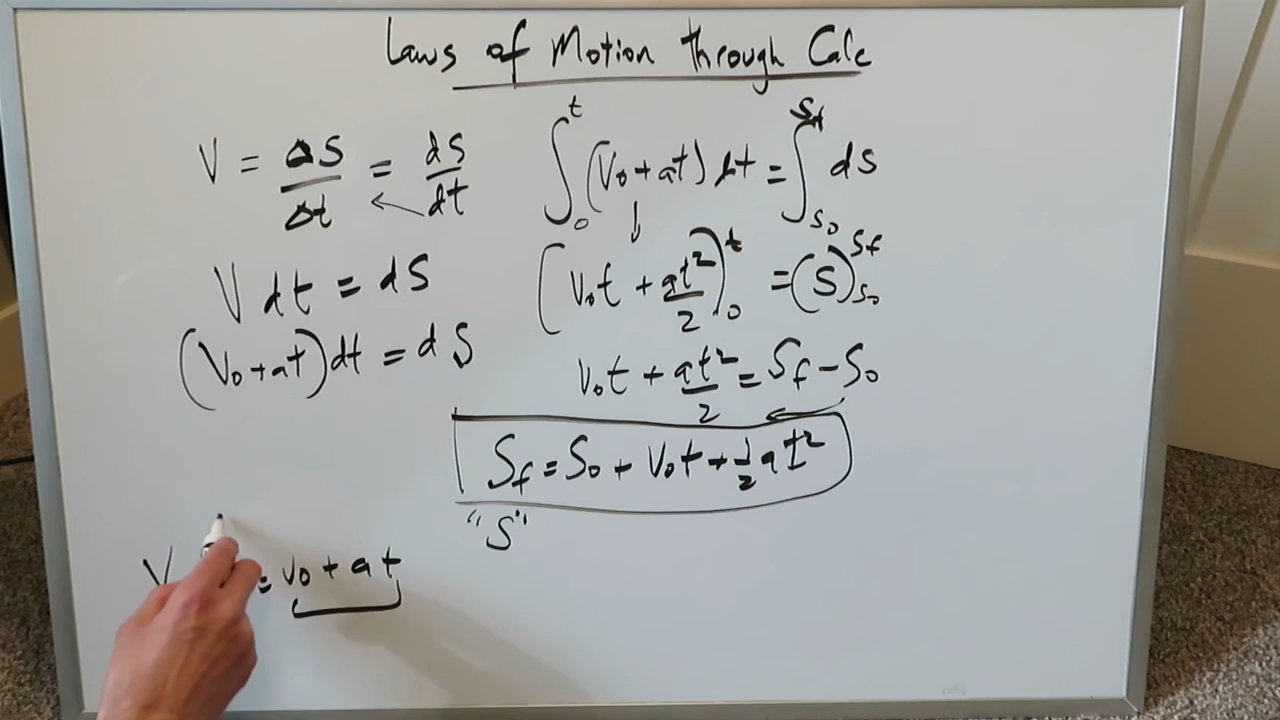 Laws of Motion through Calc
V = ΔS/Δt = dS/dt
V dt = dS
(V₀+at)dt = dS
∫₀ᵗ (V₀+at) dt = ∫_{S₀}^{Sf} dS
(V₀t + at²/2)₀ᵗ = (S)_{S₀}^{Sf}
V₀t + at²/2 = Sf - S₀
Sf = S₀ + V₀t + ½at²
"S"
V = V₀ + at